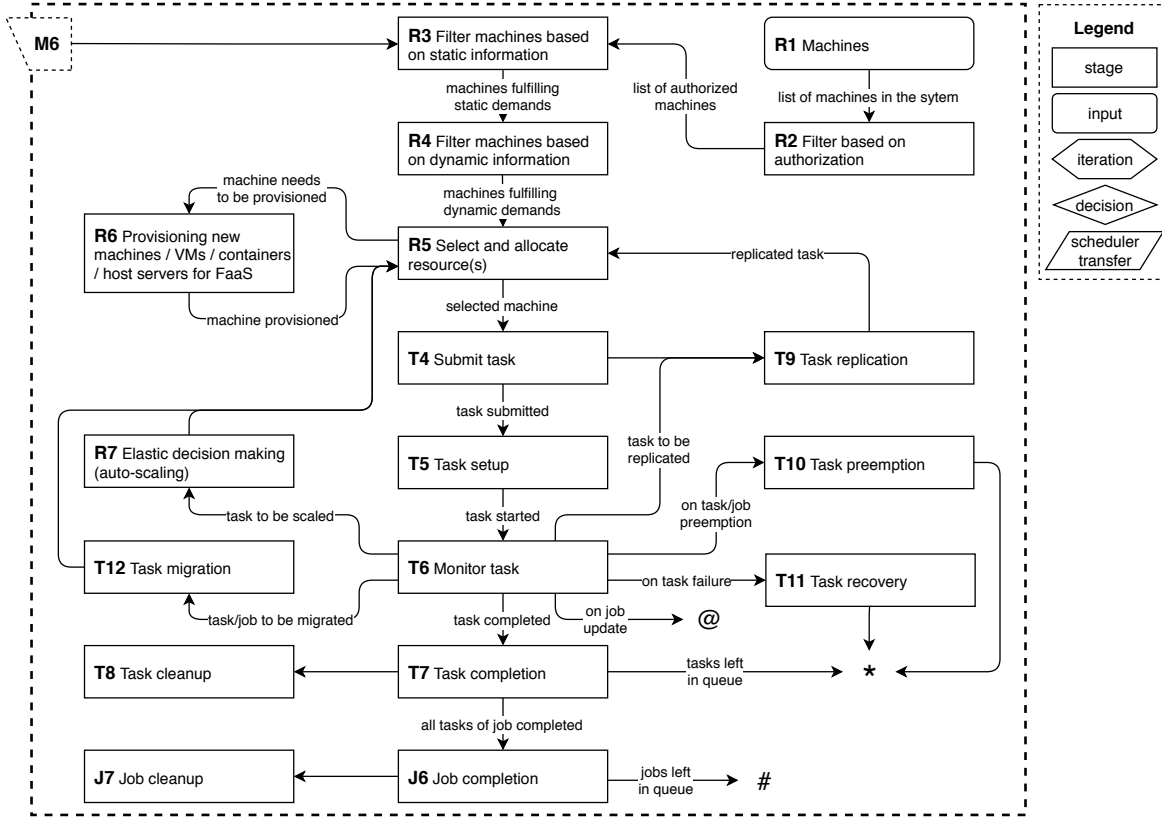 M6
R3 Filter machines based
on static information
R1 Machines
machines fulfilling
static demands
list of authorized
machines
list of machines in the sytem
R4 Filter machines based
on dynamic information
R2 Filter based on
authorization
machine needs
to be provisioned
machines fulfilling
dynamic demands
R6 Provisioning new
machines / VMs / containers
/ host servers for FaaS
R5 Select and allocate
resource(s)
replicated task
machine provisioned
selected machine
T4 Submit task
T9 Task replication
task submitted
R7 Elastic decision making
(auto-scaling)
T5 Task setup
task to be
replicated
T10 Task preemption
task to be scaled
task started
on task/job
preemption
T12 Task migration
T6 Monitor task
on task failure
T11 Task recovery
task/job to be migrated
task completed
on job
update
@
T8 Task cleanup
T7 Task completion
tasks left
in queue
*
all tasks of job completed
J7 Job cleanup
J6 Job completion
jobs left
in queue
#
Legend
stage
input
iteration
decision
scheduler
transfer